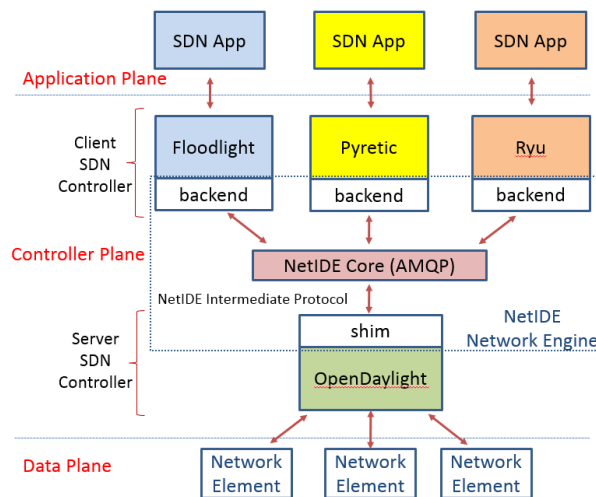 SDN App
SDN App
SDN App
Application Plane
Client
SDN
Controller
Floodlight
Pyretic
Ryu
backend
backend
backend
Controller Plane
NetIDE Core (AMQP)
NetIDE Intermediate Protocol
NetIDE
Network Engine
Server
SDN
Controller
shim
OpenDaylight
Data Plane
Network
Element
Network
Element
Network
Element